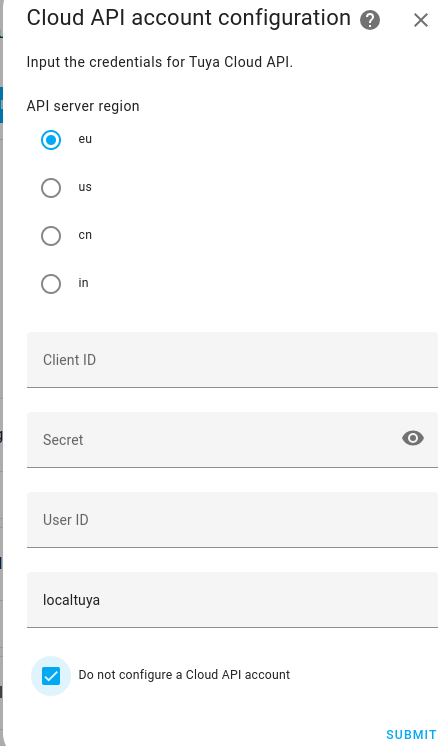 Cloud API account configuration
Input the credentials for Tuya Cloud API.
API server region
eu
us
cn
in
Client ID
Secret
User ID
localtuya
Do not configure a Cloud API account
SUBMIT